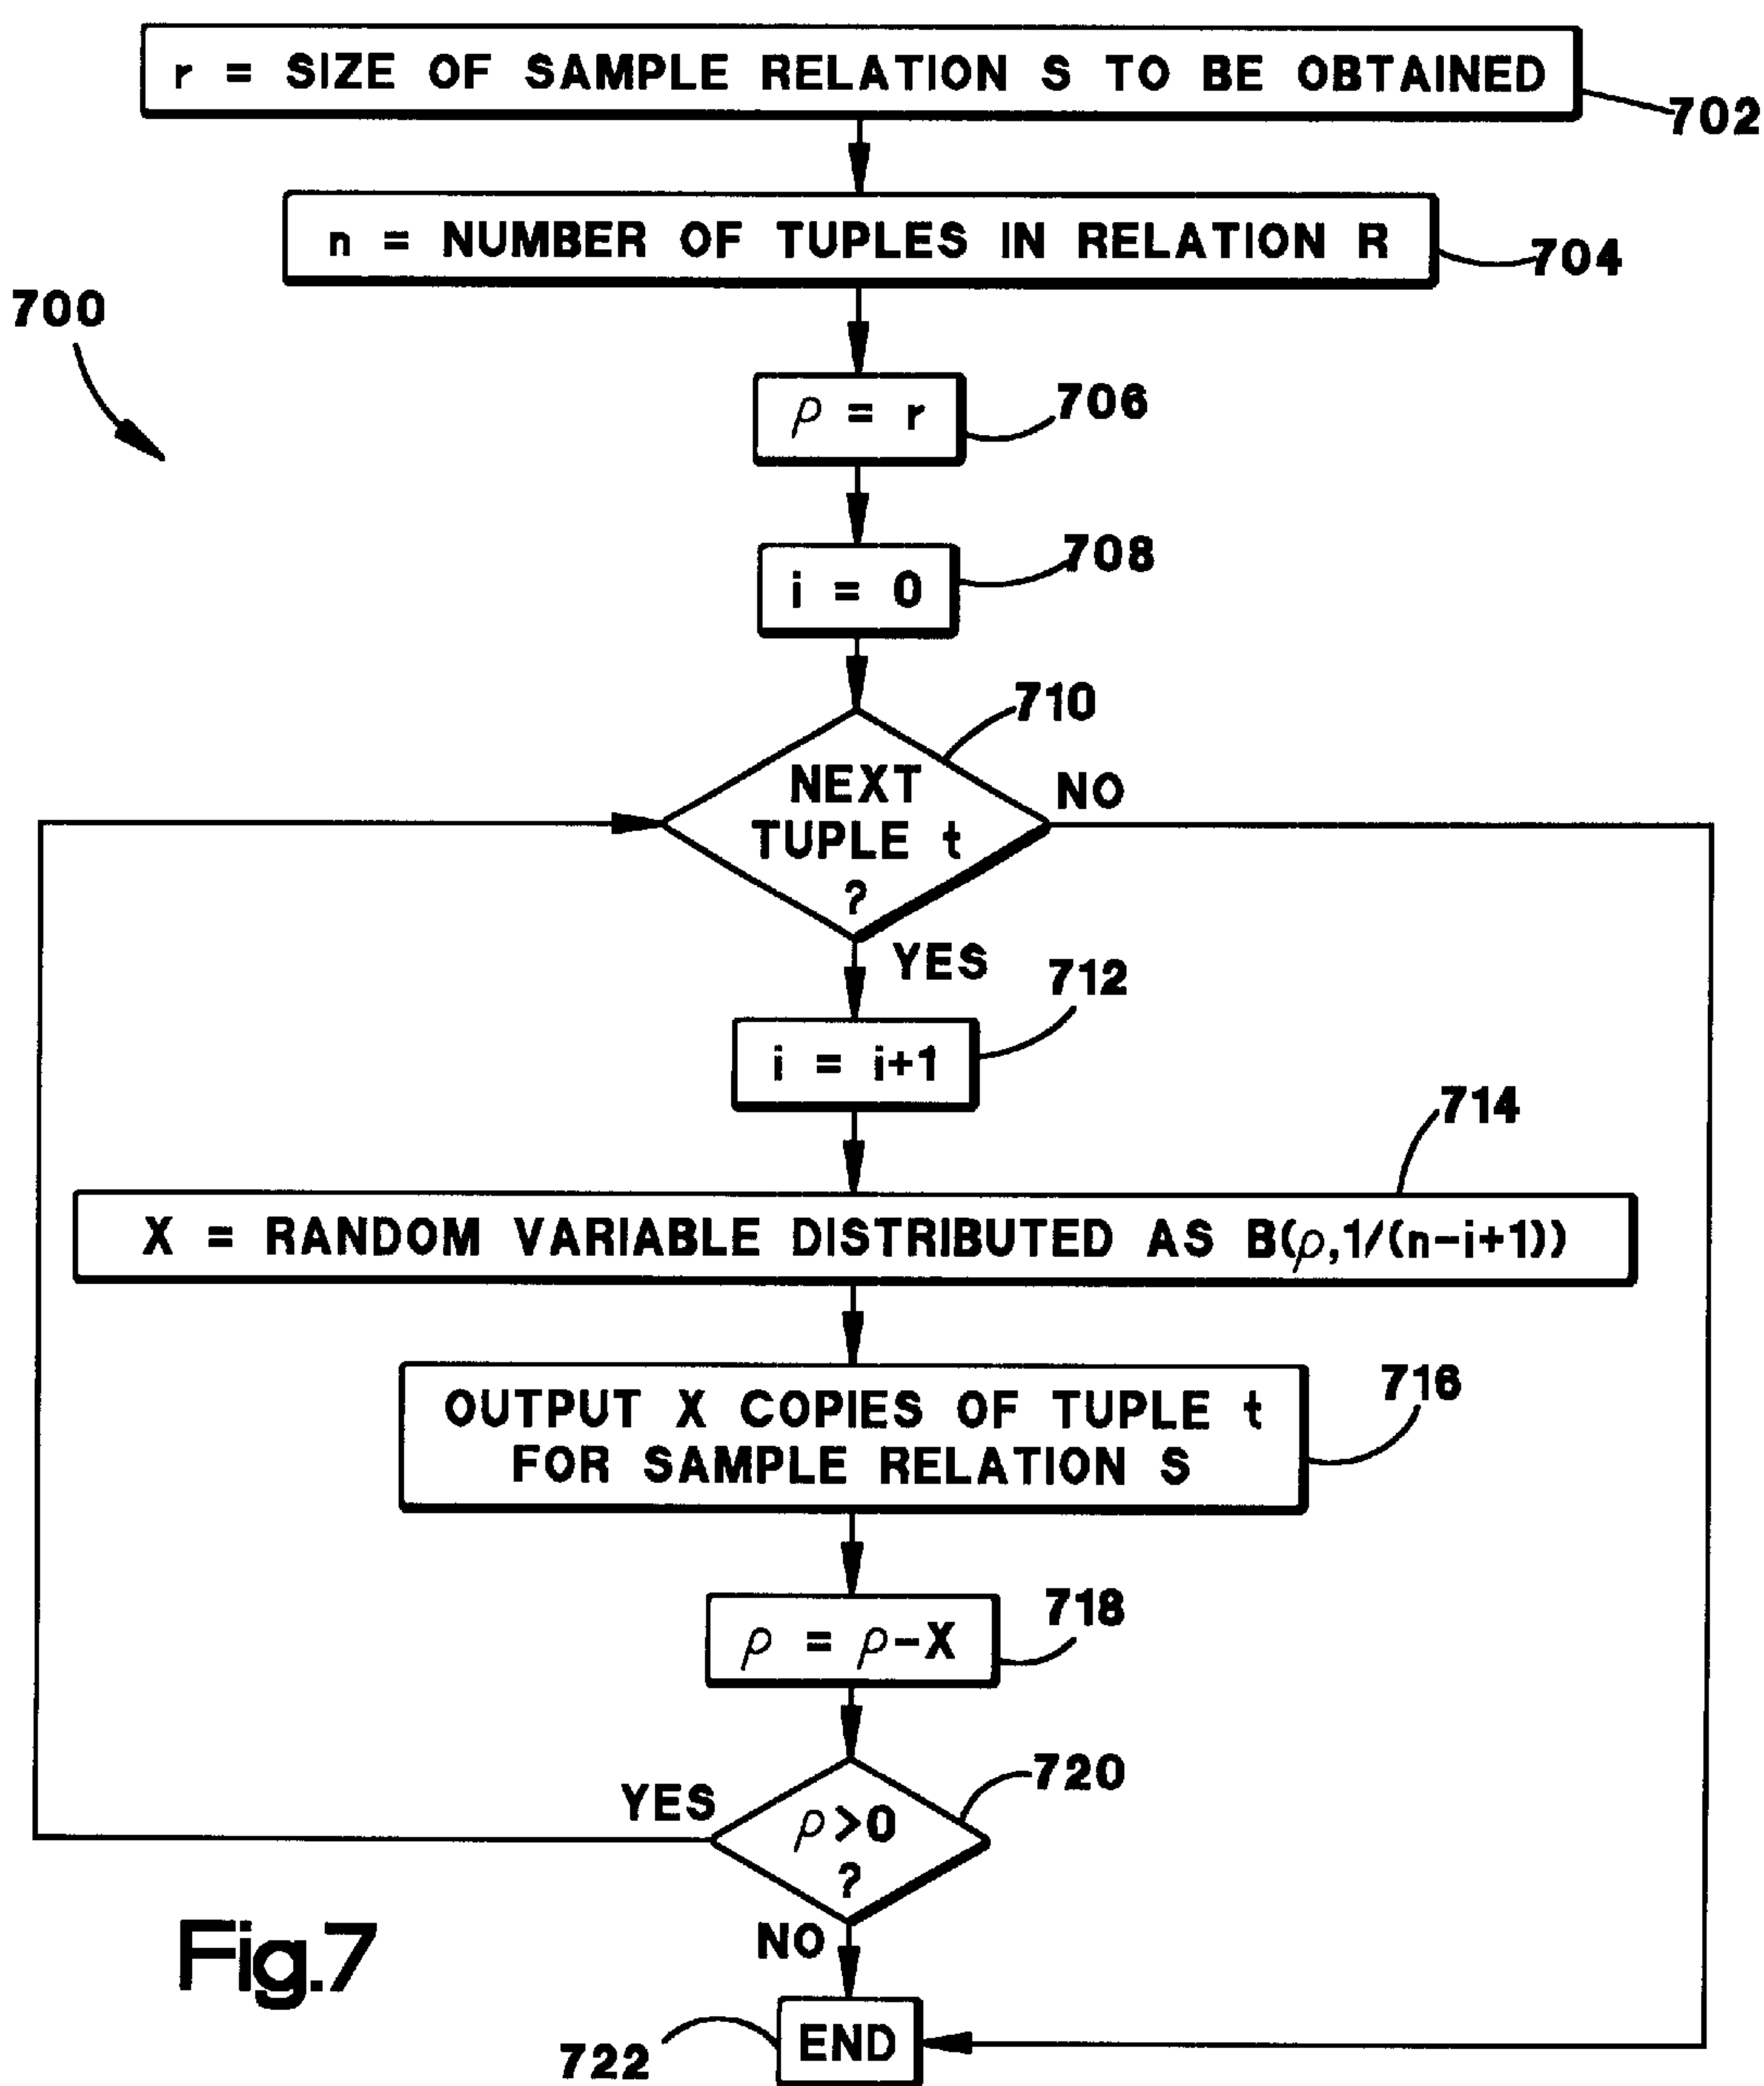 r = SIZE OF SAMPLE RELATION S TO BE OBTAINED
702
n = NUMBER OF TUPLES IN RELATION R
704
700
ρ = r
706
i = 0
708
710
NEXT
TUPLE t
?
NO
YES
712
i = i+1
714
X = RANDOM VARIABLE DISTRIBUTED AS B(ρ,1/(n-i+1))
716
OUTPUT X COPIES OF TUPLE t
FOR SAMPLE RELATION S
718
ρ = ρ-X
720
YES
ρ>0
?
NO
Fig.7
END
722